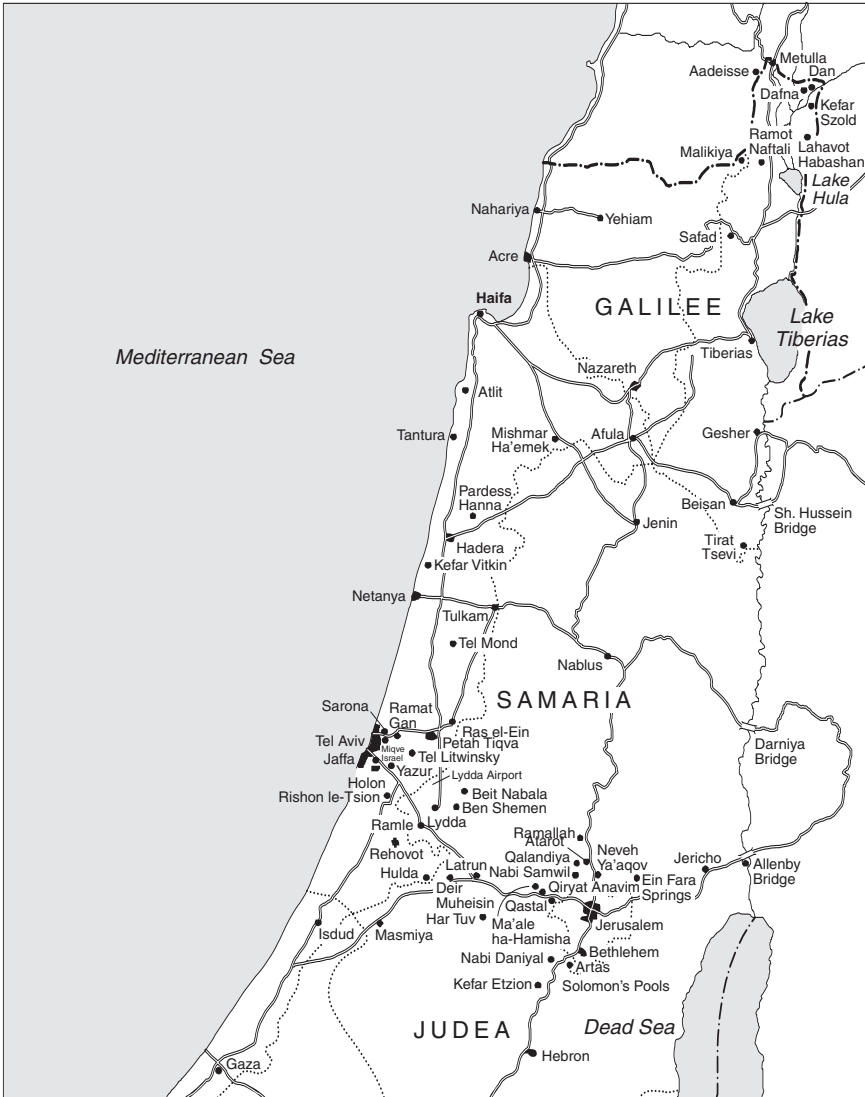 Metulla
Aadeisse
Dan
Dafna
Kefar
Szold
Ramot
Naftali
Malikiya
Lahavot
Habashan
Lake
Hula
Nahariya
Yehiam
Safad
Acre
Haifa
GALILEE
Lake
Tiberias
Mediterranean Sea
Tiberias
Nazareth
Atlit
Tantura
Mishmar
Ha'emek
Afula
Gesher
Pardess
Hanna
Beisan
Sh. Hussein
Bridge
Jenin
Hadera
Tirat
Tsevi
Kefar Vitkin
Netanya
Tulkam
Tel Mond
Nablus
SAMARIA
Sarona
Ramat
Gan
Ras el-Ein
Tel Aviv
Miqve
Israel
Petah Tiqva
Darniya
Bridge
Jaffa
Tel Litwinsky
Yazur
Lydda Airport
Holon
Rishon le-Tsion
Beit Nabala
Ben Shemen
Ramle
Lydda
Ramallah
Atarot
Rehovot
Qalandiya
Neveh
Ya'aqov
Jericho
Allenby
Bridge
Hulda
Latrun
Nabi Samwil
Deir
Muheisin
Qiryat Anavim
Ein Fara
Springs
Har Tuv
Qastal
Isdud
Masmiya
Ma'ale
ha-Hamisha
Jerusalem
Nabi Daniyal
Bethlehem
Artas
Kefar Etzion
Solomon's Pools
JUDEA
Dead Sea
Hebron
Gaza